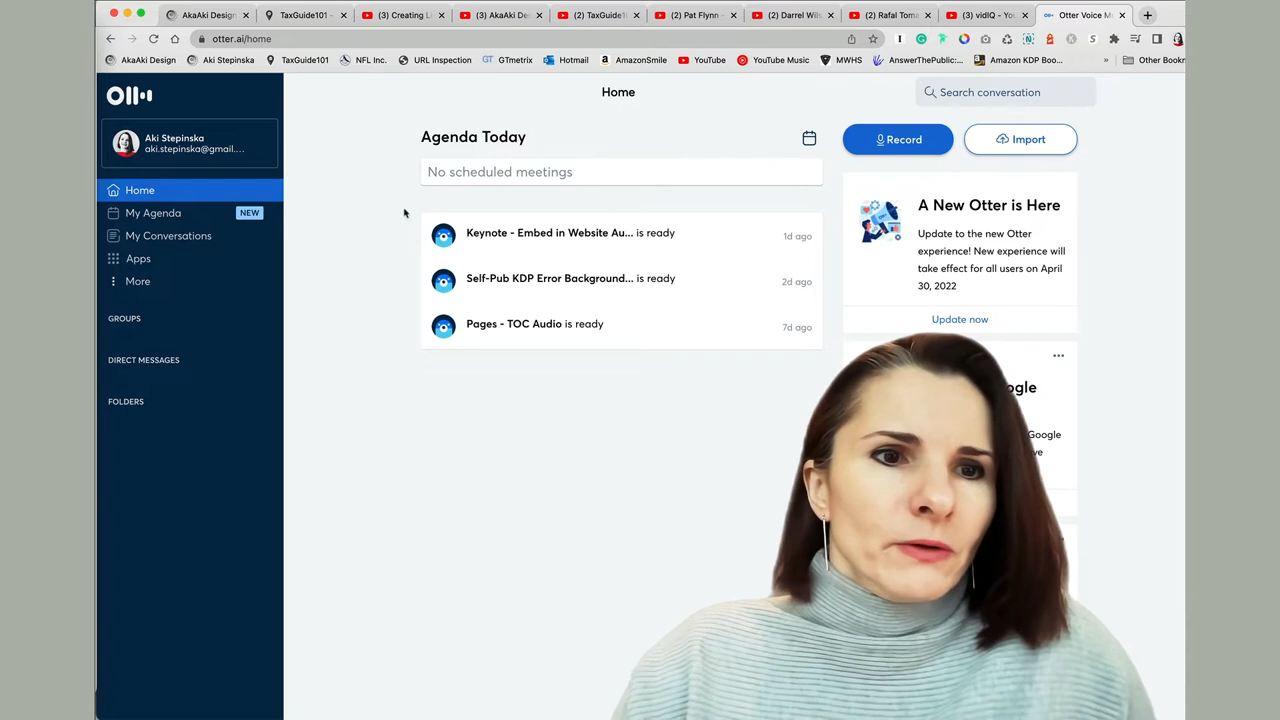 AkaAki Design
TaxGuide101 -
(3) Creating Li
(3) AkaAki De
(2) TaxGuide1
(2) Pat Flynn -
(2) Darrel Wils
(2) Rafal Toma
(3) vidIQ - You
Otter Voice Me
otter.ai/home
AkaAki Design
Aki Stepinska
TaxGuide101
NFL Inc.
URL Inspection
GT GTmetrix
Hotmail
AmazonSmile
YouTube
YouTube Music
MWHS
AnswerThePublic:...
Amazon KDP Boo...
»
Other Bookm
Home
Search conversation
Aki Stepinska
aki.stepinska@gmail....
Home
My Agenda
NEW
My Conversations
Apps
More
GROUPS
DIRECT MESSAGES
FOLDERS
Agenda Today
No scheduled meetings
Keynote - Embed in Website Au... is ready
1d ago
Self-Pub KDP Error Background... is ready
2d ago
Pages - TOC Audio is ready
7d ago
Record
Import
A New Otter is Here
Update to the new Otter
experience! New experience will
take effect for all users on April
30, 2022
Update now
ogle
Google